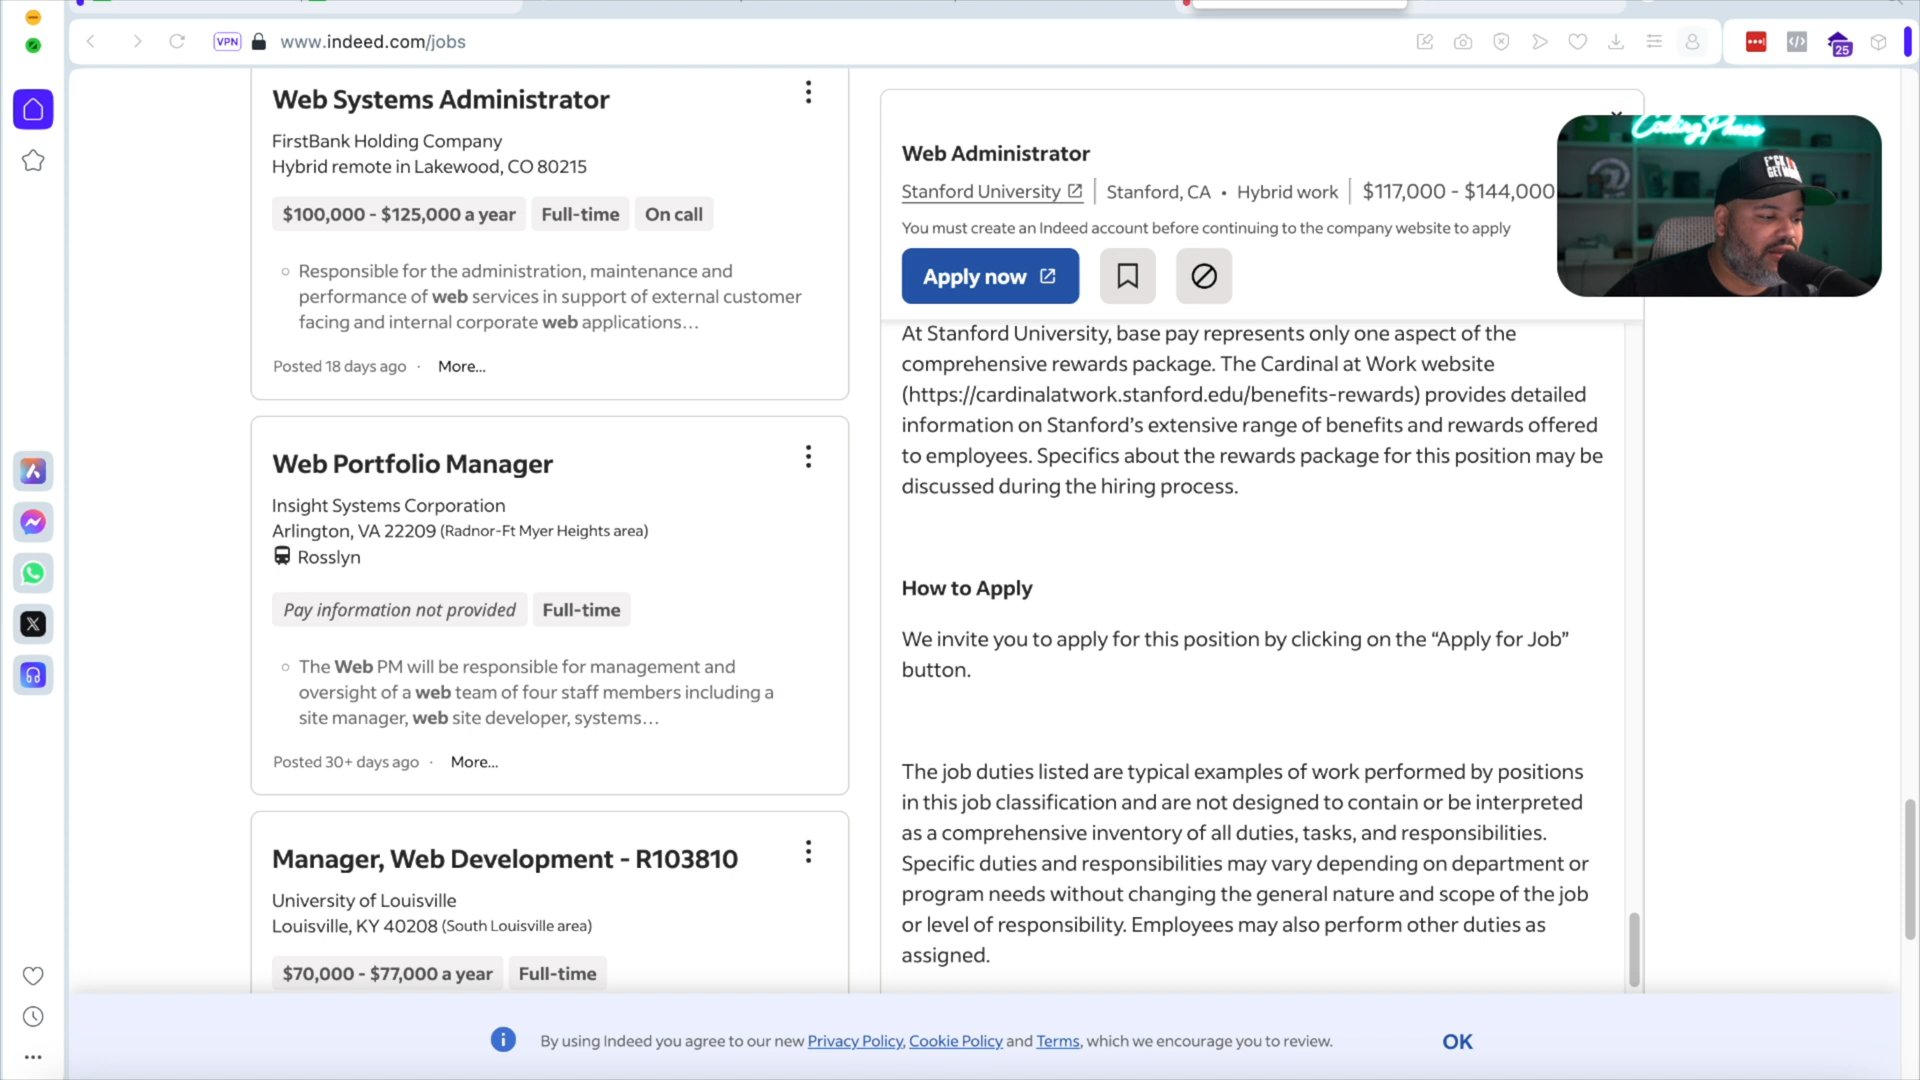 VPN
www.indeed.com/jobs
25
Web Systems Administrator
FirstBank Holding Company
Hybrid remote in Lakewood, CO 80215
$100,000 - $125,000 a year
Full-time
On call
Responsible for the administration, maintenance and
performance of web services in support of external customer
facing and internal corporate web applications…
Posted 18 days ago · More...
Web Portfolio Manager
Insight Systems Corporation
Arlington, VA 22209 (Radnor-Ft Myer Heights area)
Rosslyn
Pay information not provided
Full-time
The Web PM will be responsible for management and
oversight of a web team of four staff members including a
site manager, web site developer, systems…
Posted 30+ days ago · More...
Manager, Web Development - R103810
University of Louisville
Louisville, KY 40208 (South Louisville area)
$70,000 - $77,000 a year
Full-time
Web Administrator
Stanford University
Stanford, CA • Hybrid work
$117,000 - $144,000
You must create an Indeed account before continuing to the company website to apply
Apply now
At Stanford University, base pay represents only one aspect of the
comprehensive rewards package. The Cardinal at Work website
(https://cardinalatwork.stanford.edu/benefits-rewards) provides detailed
information on Stanford's extensive range of benefits and rewards offered
to employees. Specifics about the rewards package for this position may be
discussed during the hiring process.
How to Apply
We invite you to apply for this position by clicking on the “Apply for Job”
button.
The job duties listed are typical examples of work performed by positions
in this job classification and are not designed to contain or be interpreted
as a comprehensive inventory of all duties, tasks, and responsibilities.
Specific duties and responsibilities may vary depending on department or
program needs without changing the general nature and scope of the job
or level of responsibility. Employees may also perform other duties as
assigned.
Coding Phase
By using Indeed you agree to our new Privacy Policy, Cookie Policy and Terms, which we encourage you to review.
OK